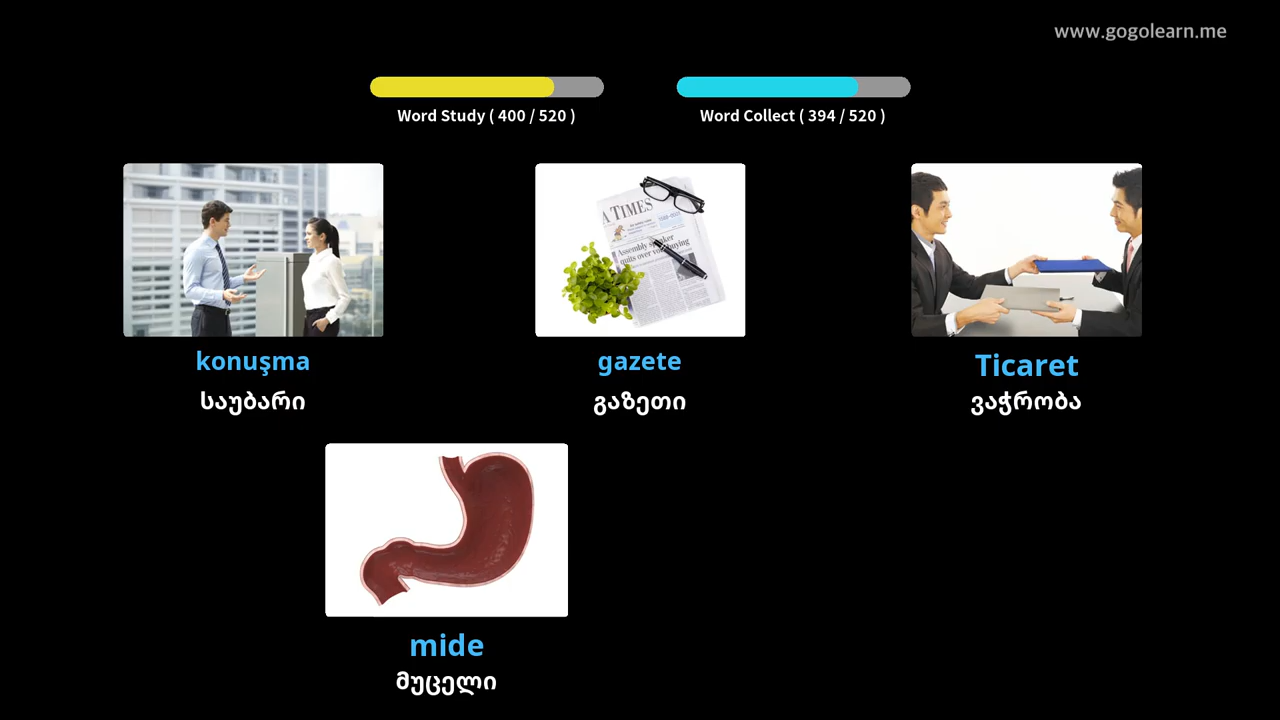 www.gogolearn.me
Word Study ( 400 / 520 )
Word Collect ( 394 / 520 )
A TIMES
konuşma
gazete
Ticaret
საუბარი
გაზეთი
ვაჭრობა
mide
მუცელი